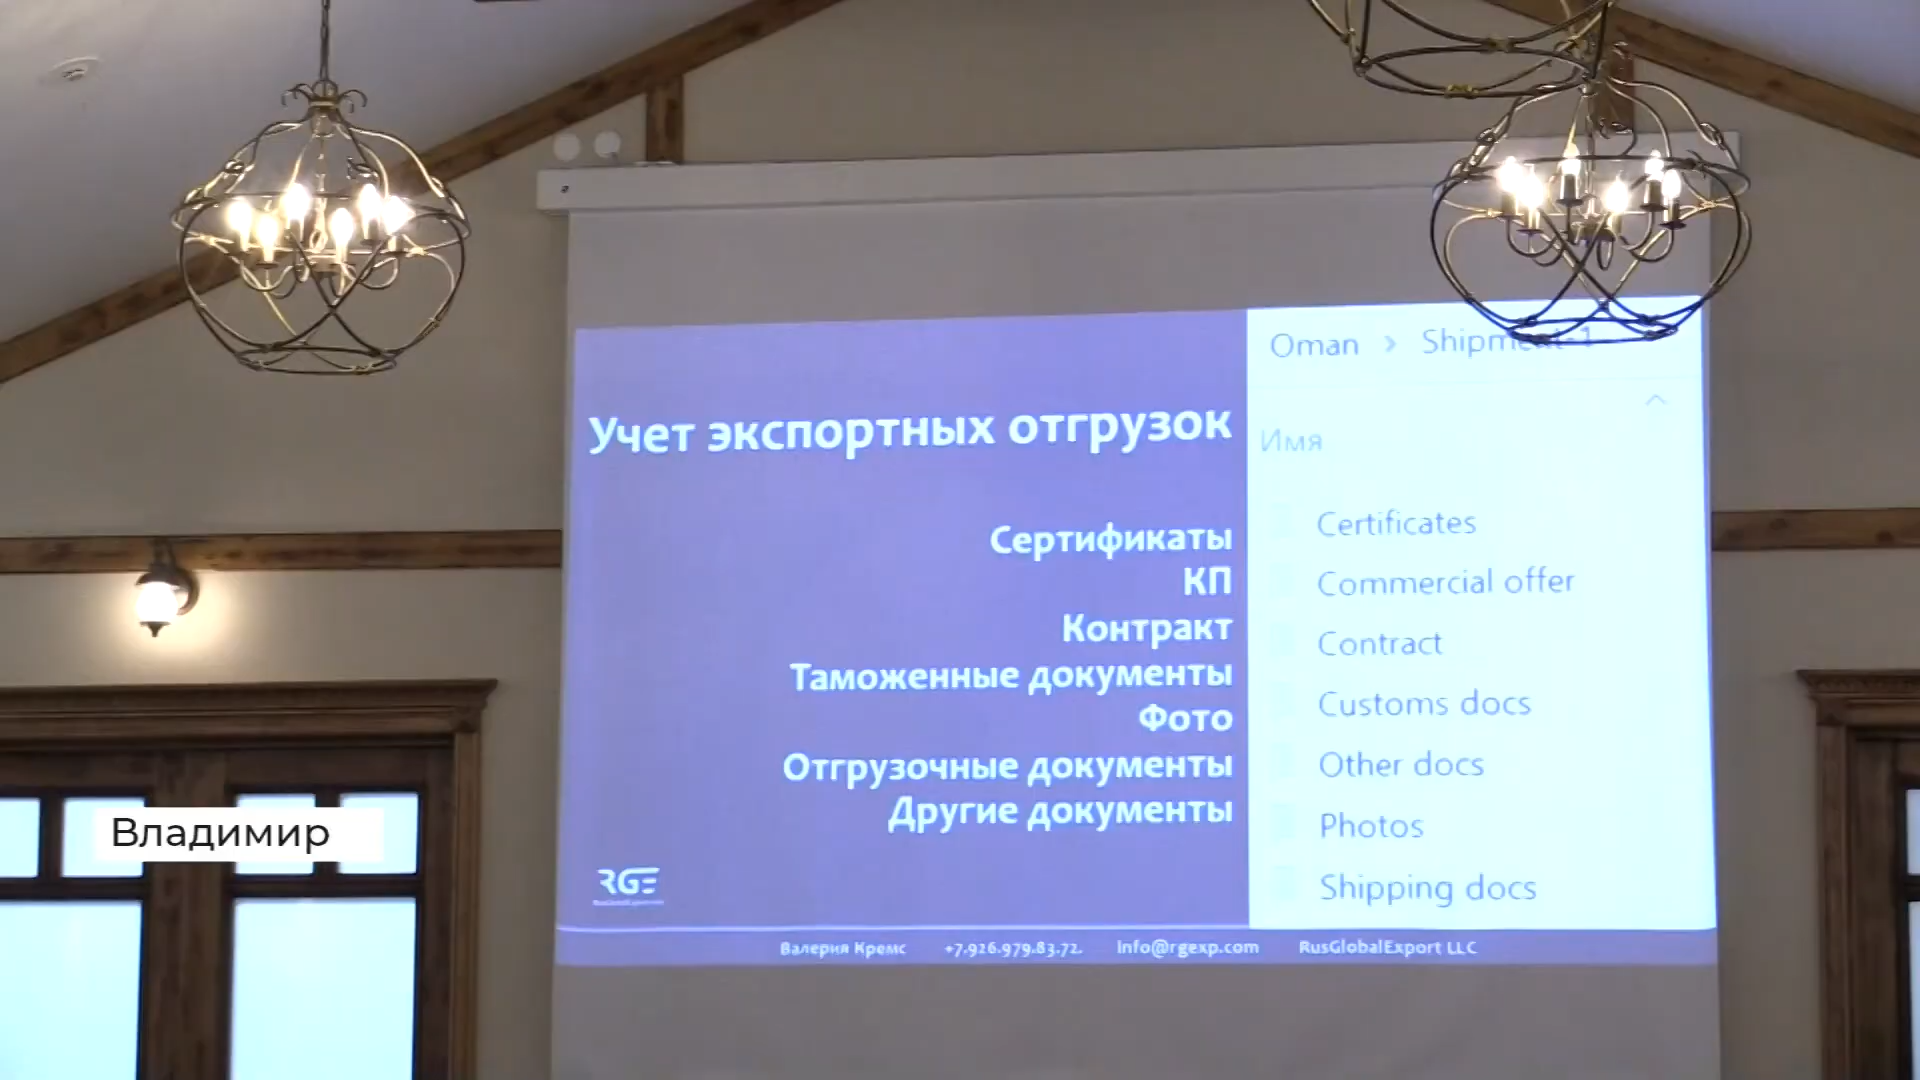 Учет экспортных отгрузок
Сертификаты
КП
Контракт
Таможенные документы
Фото
Отгрузочные документы
Другие документы
RGE
Oman > Shipment-1
Имя
Certificates
Commercial offer
Contract
Customs docs
Other docs
Photos
Shipping docs
Валерия Кремс +7.926.979.83.72. Info@rgexp.com RusGlobalExport LLC
Владимир